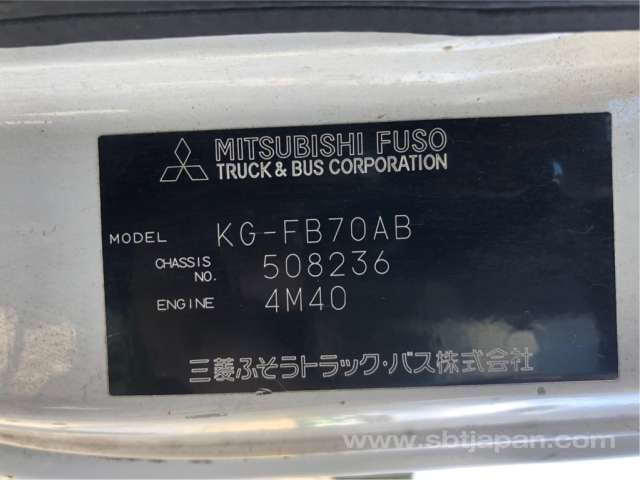 MITSUBISHI FUSO
TRUCK & BUS CORPORATION
MODEL KG-FB70AB
CHASSIS NO. 508236
ENGINE 4M40
三菱ふそうトラック・バス株式会社
www.sbtjapan.com